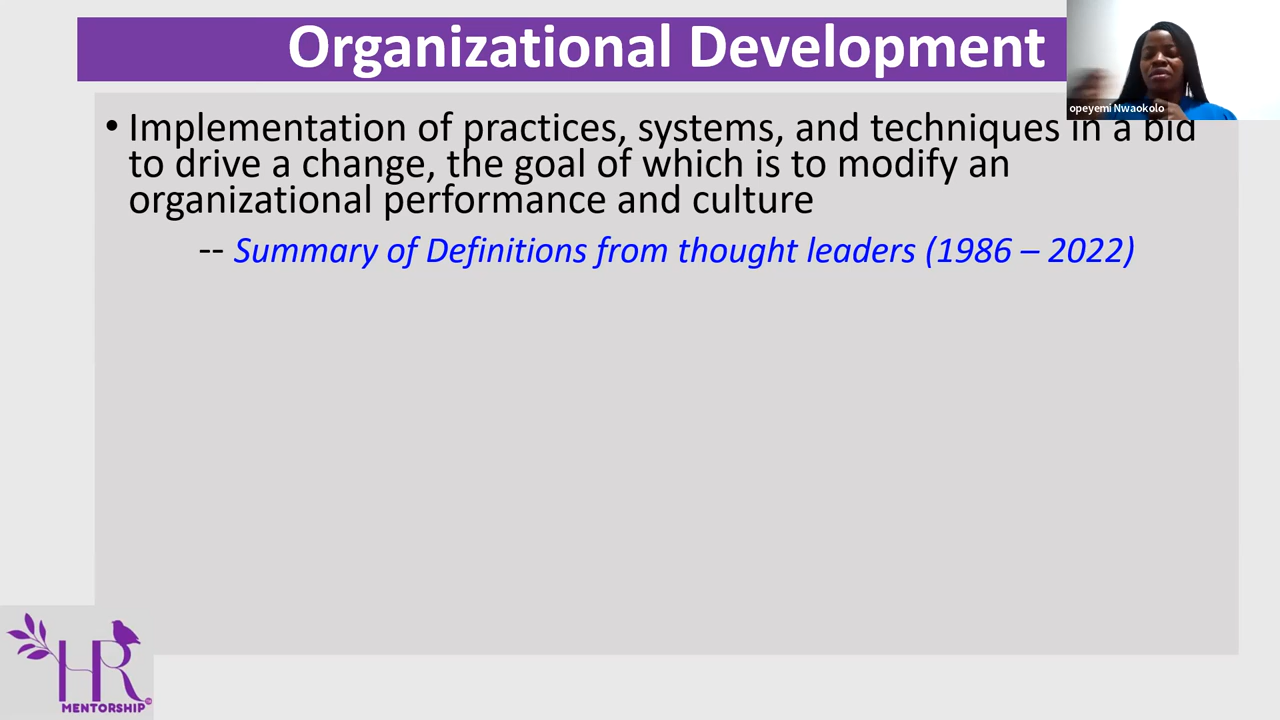 Organizational Development
opeyemi Nwaokolo
• Implementation of practices, systems, and techniques in a bid
to drive a change, the goal of which is to modify an
organizational performance and culture
-- Summary of Definitions from thought leaders (1986 – 2022)
HR
MENTORSHIP